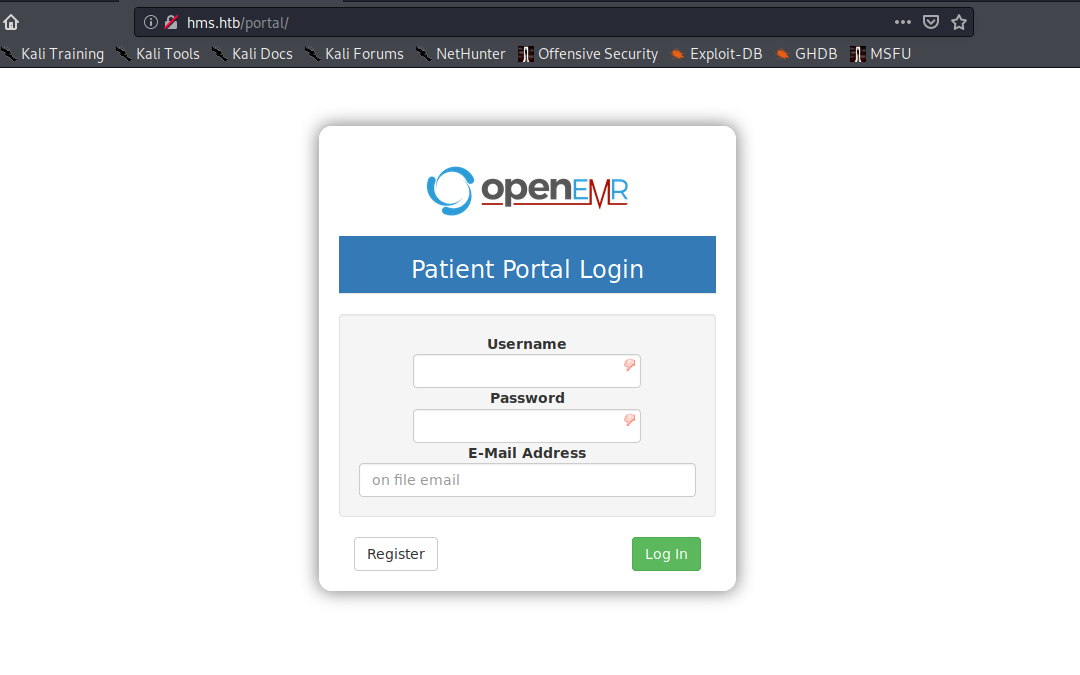 hms.htb/portal/
Kali Training Kali Tools Kali Docs Kali Forums NetHunter Offensive Security Exploit-DB GHDB MSFU
openEMR
Patient Portal Login
Username
Password
E-Mail Address
on file email
Register Log In